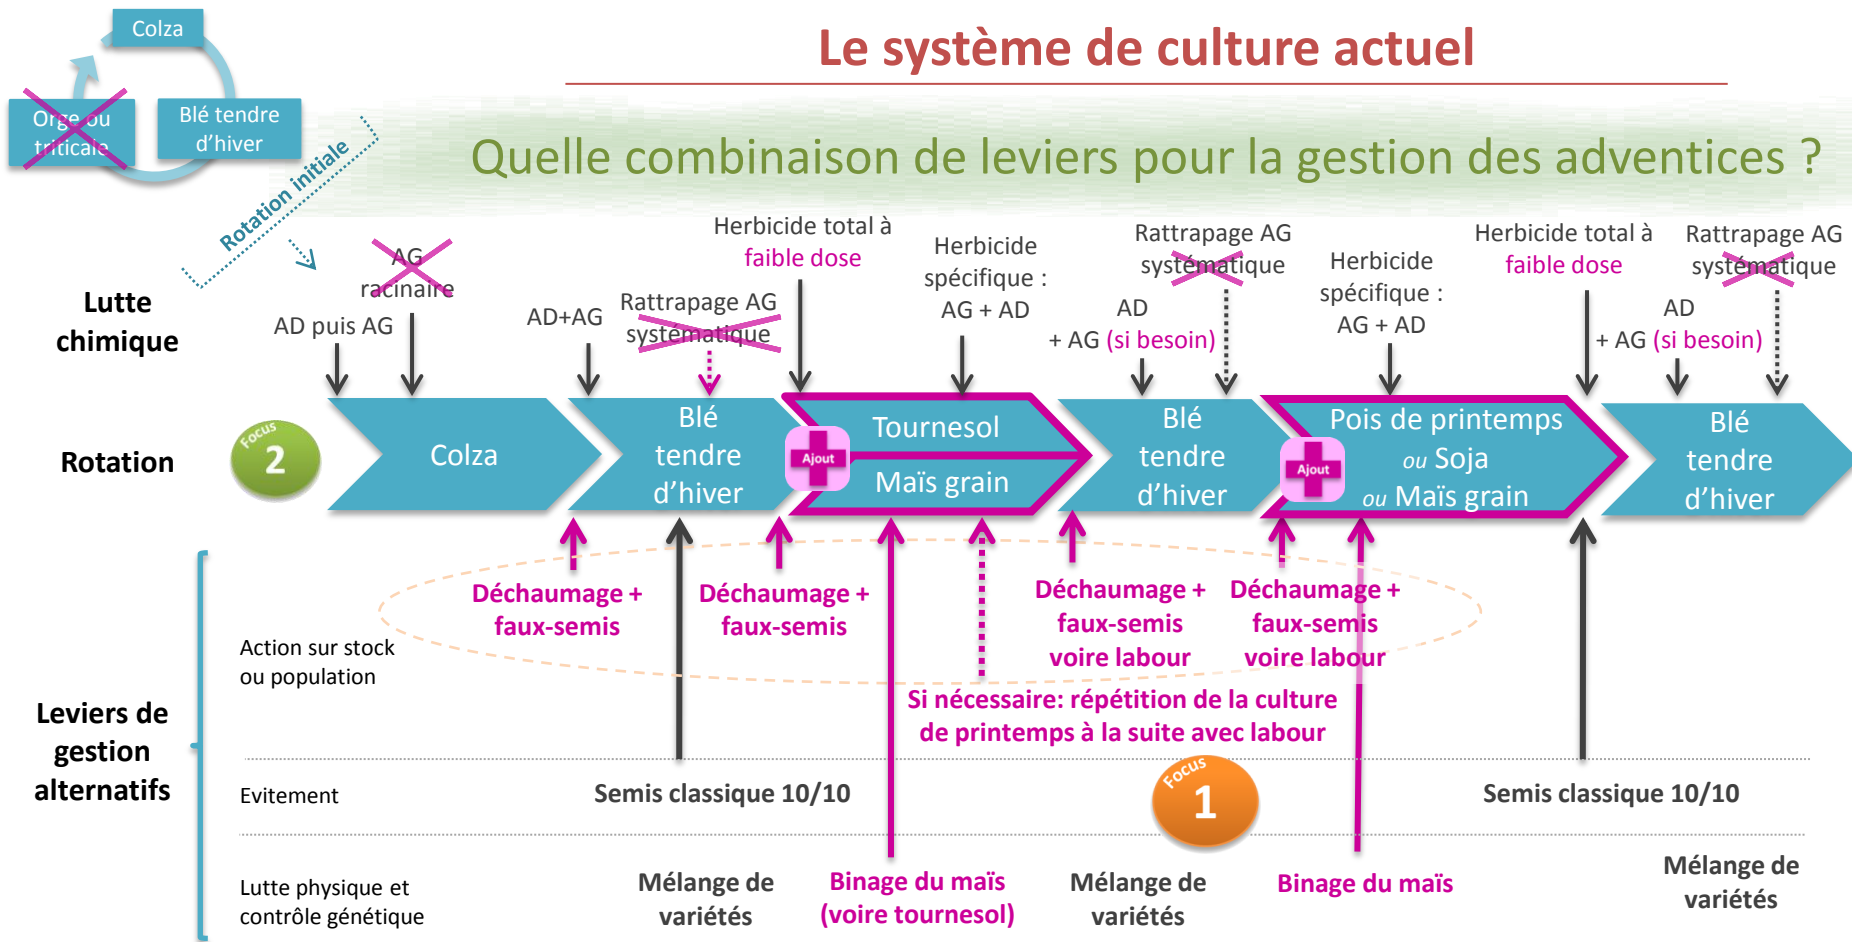 Colza
Orge ou
triticale
Blé tendre
d'hiver
Rotation initiale
Le système de culture actuel
Quelle combinaison de leviers pour la gestion des adventices ?
Lutte
chimique
AD puis AG
AG
racinaire
AD+AG
Rattrapage AG
systématique
Herbicide total à
faible dose
Herbicide
spécifique :
AG + AD
AD
+ AG (si besoin)
Rattrapage AG
systématique
Herbicide
spécifique :
AG + AD
Herbicide total à
faible dose
AD
+ AG (si besoin)
Rattrapage AG
systématique
Rotation
Focus
2
Colza
Blé
tendre
d'hiver
Ajout
Tournesol
Maïs grain
Blé
tendre
d'hiver
Ajout
Pois de printemps
ou Soja
ou Maïs grain
Blé
tendre
d'hiver
Leviers de
gestion
alternatifs
Action sur stock
ou population
Déchaumage +
faux-semis
Déchaumage +
faux-semis
Déchaumage +
faux-semis
voire labour
Déchaumage +
faux-semis
voire labour
Si nécessaire: répétition de la culture
de printemps à la suite avec labour
Evitement
Semis classique 10/10
Focus
1
Semis classique 10/10
Lutte physique et
contrôle génétique
Mélange de
variétés
Binage du maïs
(voire tournesol)
Mélange de
variétés
Binage du maïs
Mélange de
variétés